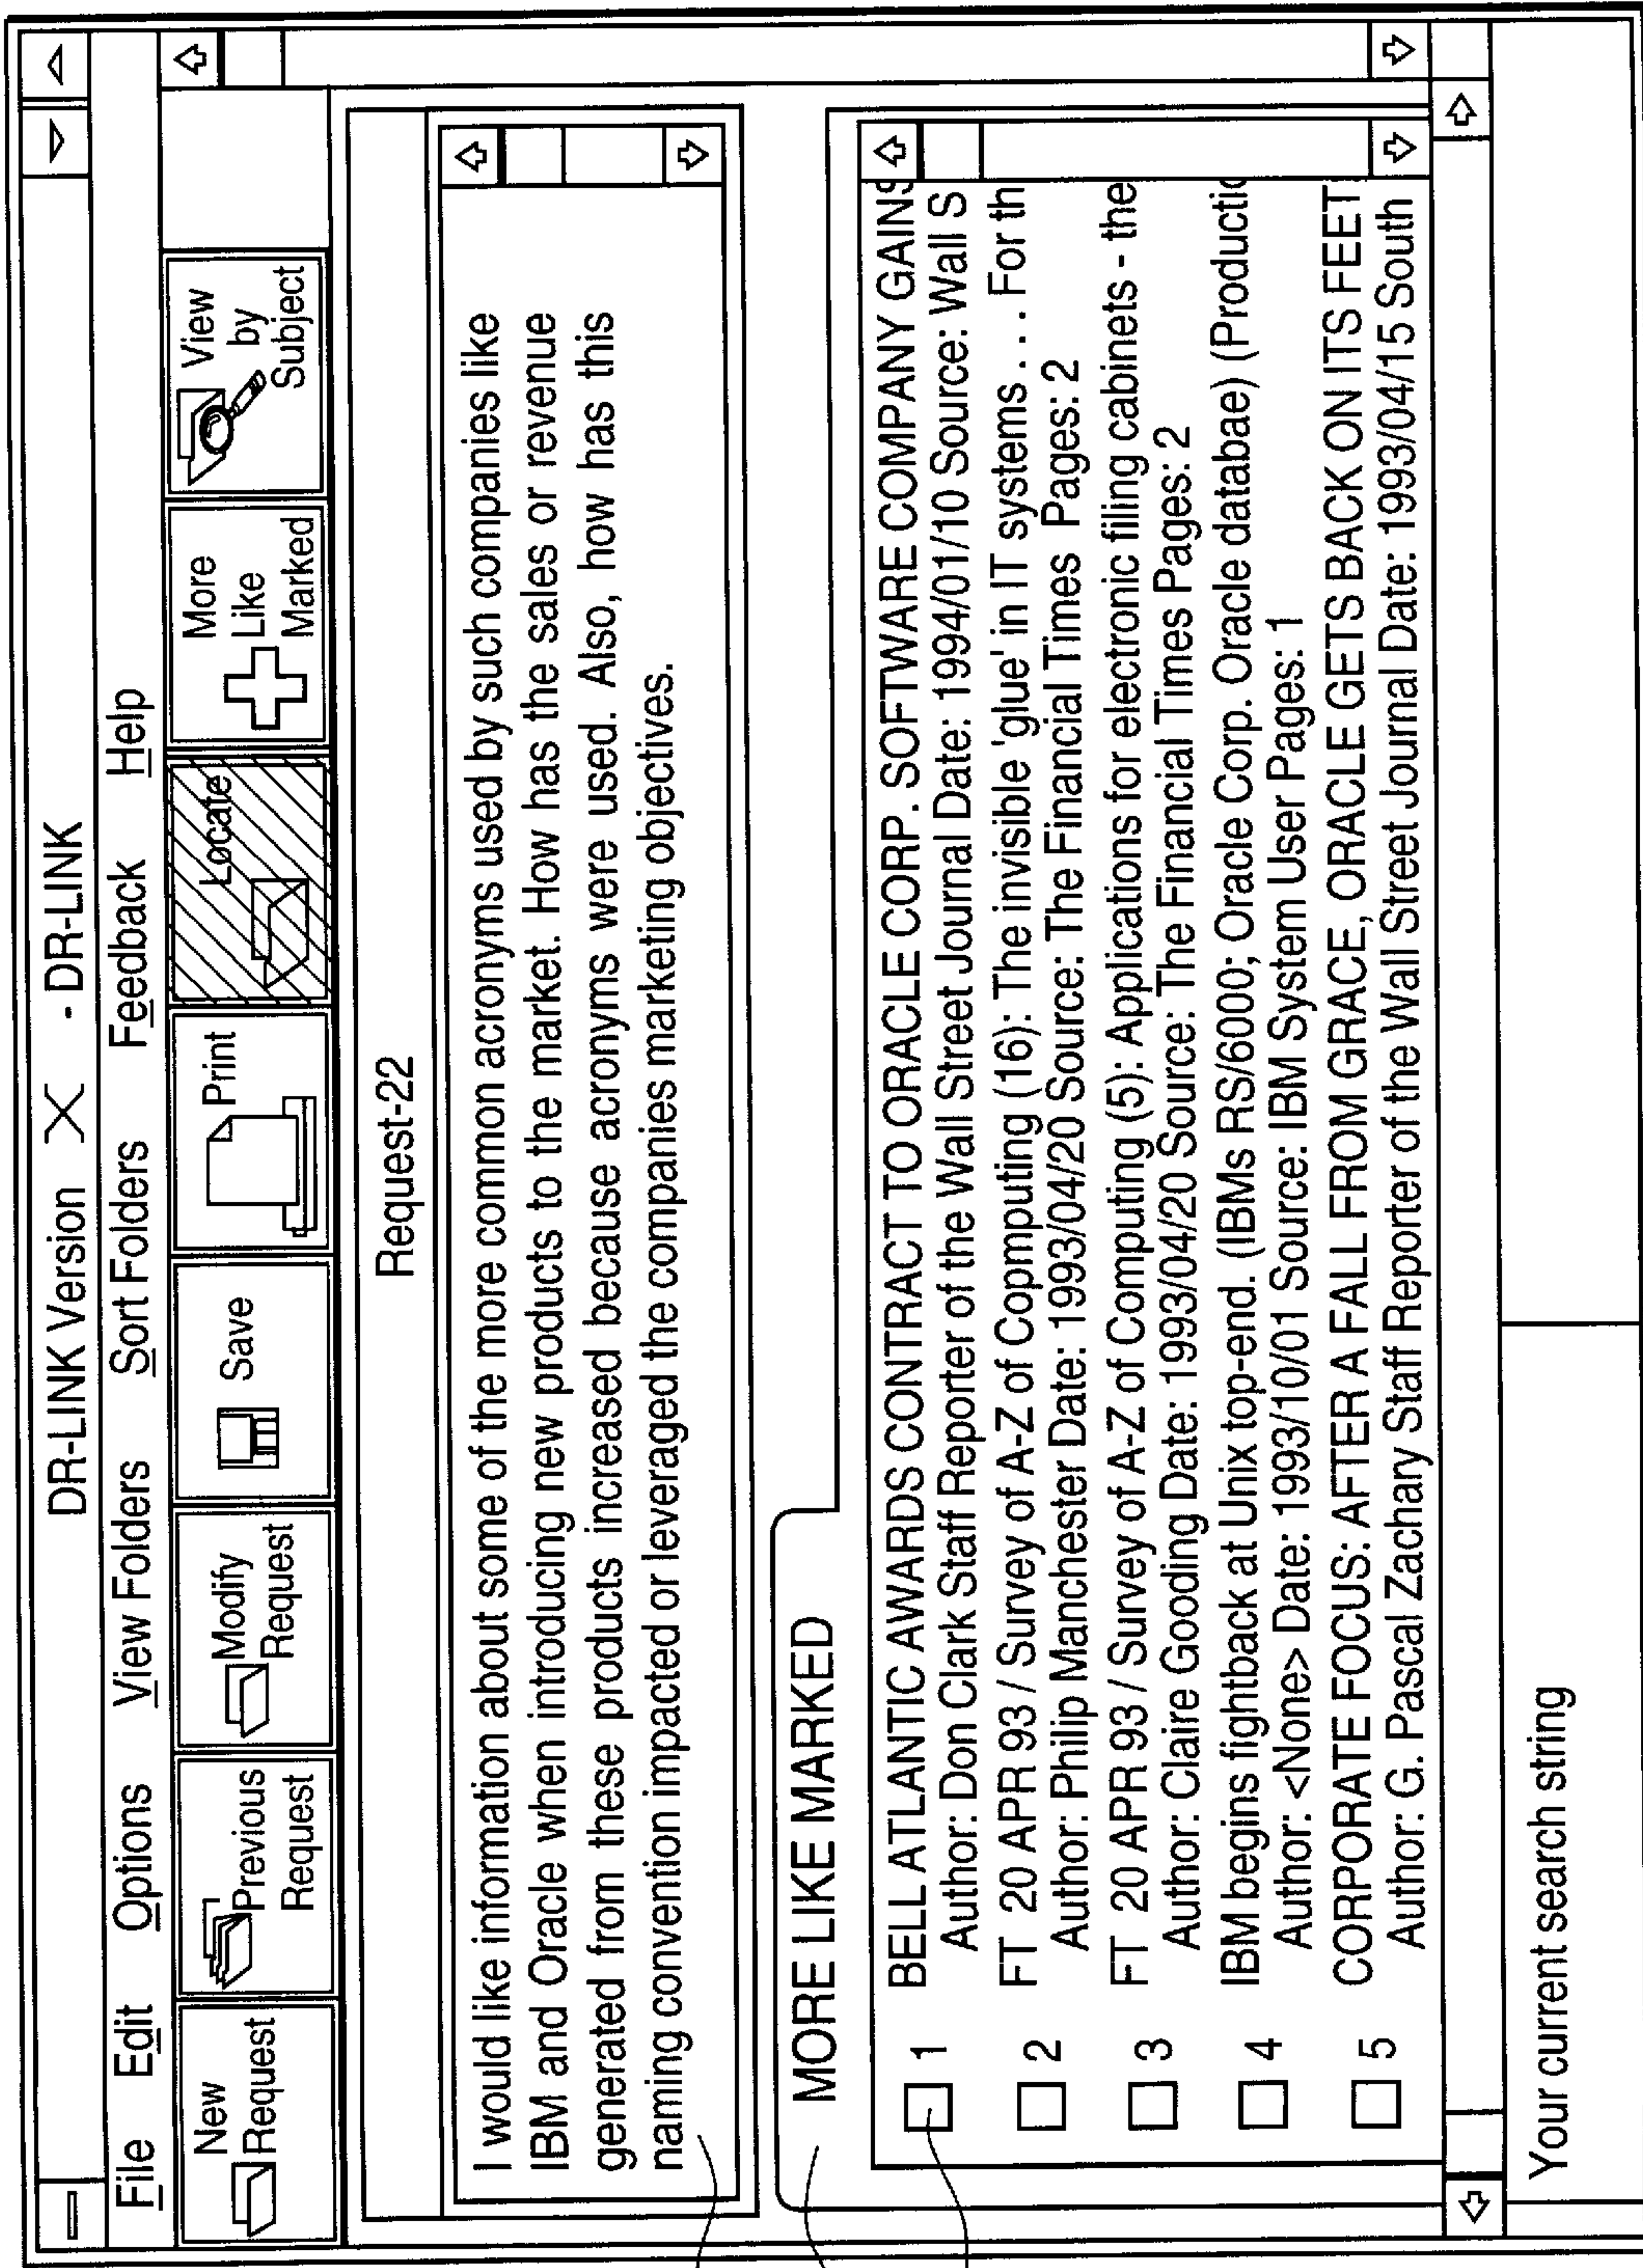 DR-LINK Version X - DR-LINK
File Edit Options View Folders Sort Folders Feedback Help
New Request
Previous Request
Modify Request
Save
Print
Locate
More Like Marked
View by Subject
Request-22
I would like information about some of the more common acronyms used by such companies like
IBM and Oracle when introducing new products to the market. How has the sales or revenue
generated from these products increased because acronyms were used. Also, how has this
naming convention impacted or leveraged the companies marketing objectives.
MORE LIKE MARKED
1 BELL ATLANTIC AWARDS CONTRACT TO ORACLE CORP. SOFTWARE COMPANY GAINS
Author: Don Clark Staff Reporter of the Wall Street Journal Date: 1994/01/10 Source: Wall S
2 FT 20 APR 93 / Survey of A-Z of Copmputing (16): The invisible 'glue' in IT systems . . . . For th
Author: Philip Manchester Date: 1993/04/20 Source: The Financial Times Pages: 2
3 FT 20 APR 93 / Survey of A-Z of Computing (5): Applications for electronic filing cabinets - the
Author: Claire Gooding Date: 1993/04/20 Source: The Financial Times Pages: 2
4 IBM begins fightback at Unix top-end. (IBMs RS/6000; Oracle Corp. Oracle databae) (Productio
Author: <None> Date: 1993/10/01 Source: IBM System User Pages: 1
5 CORPORATE FOCUS: AFTER A FALL FROM GRACE, ORACLE GETS BACK ON ITS FEET
Author: G. Pascal Zachary Staff Reporter of the Wall Street Journal Date: 1993/04/15 South
Your current search string